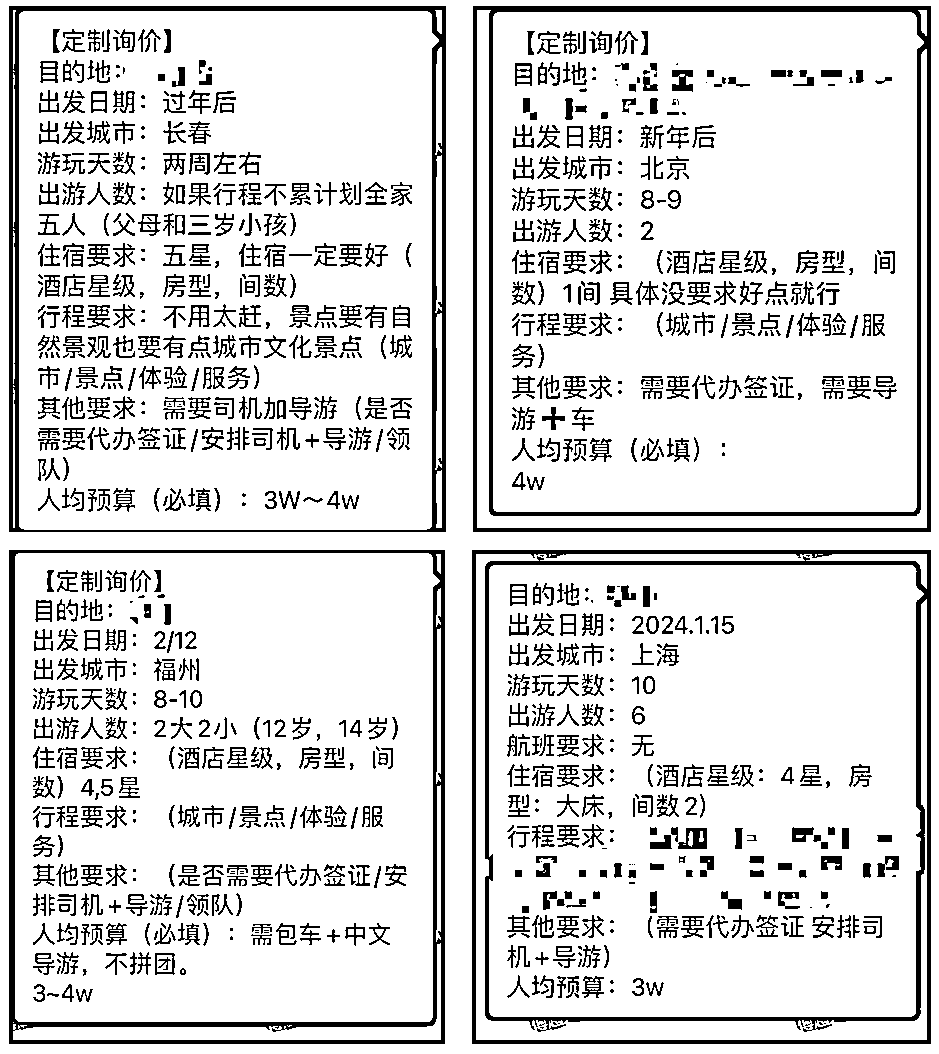 【定制询价】
目的地：
出发日期：过年后
出发城市：长春
游玩天数：两周左右
出游人数：如果行程不累计划全家
五人（父母和三岁小孩）
住宿要求：五星，住宿一定要好（
酒店星级，房型，间数）
行程要求：不用太赶，景点要有自
然景观也要有点城市文化景点（城
市/景点/体验/服务）
其他要求：需要司机加导游（是否
需要代办签证/安排司机+导游/领
队）
人均预算（必填）：3W～4w
【定制询价】
目的地：
出发日期：新年后
出发城市：北京
游玩天数：8-9
出游人数：2
住宿要求：（酒店星级，房型，间
数）1间 具体没要求好点就行
行程要求：（城市/景点/体验/服
务）
其他要求：需要代办签证，需要导
游➕车
人均预算（必填）：
4w
【定制询价】
目的地：
出发日期：2/12
出发城市：福州
游玩天数：8-10
出游人数：2大2小（12岁，14岁）
住宿要求：（酒店星级，房型，间
数）4,5星
行程要求：（城市/景点/体验/服
务）
其他要求：（是否需要代办签证/安
排司机+导游/领队）
人均预算（必填）：需包车+中文
导游，不拼团。
3~4w
目的地：
出发日期：2024.1.15
出发城市：上海
游玩天数：10
出游人数：6
航班要求：无
住宿要求：（酒店星级：4星，房
型：大床，间数2）
行程要求：
其他要求：（需要代办签证 安排司
机+导游）
人均预算：3w